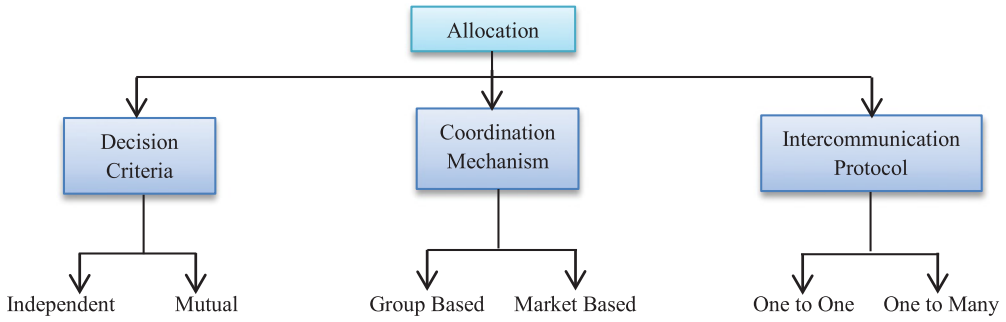 Allocation
Decision
Criteria
Coordination
Mechanism
Intercommunication
Protocol
Independent
Mutual
Group Based
Market Based
One to One
One to Many